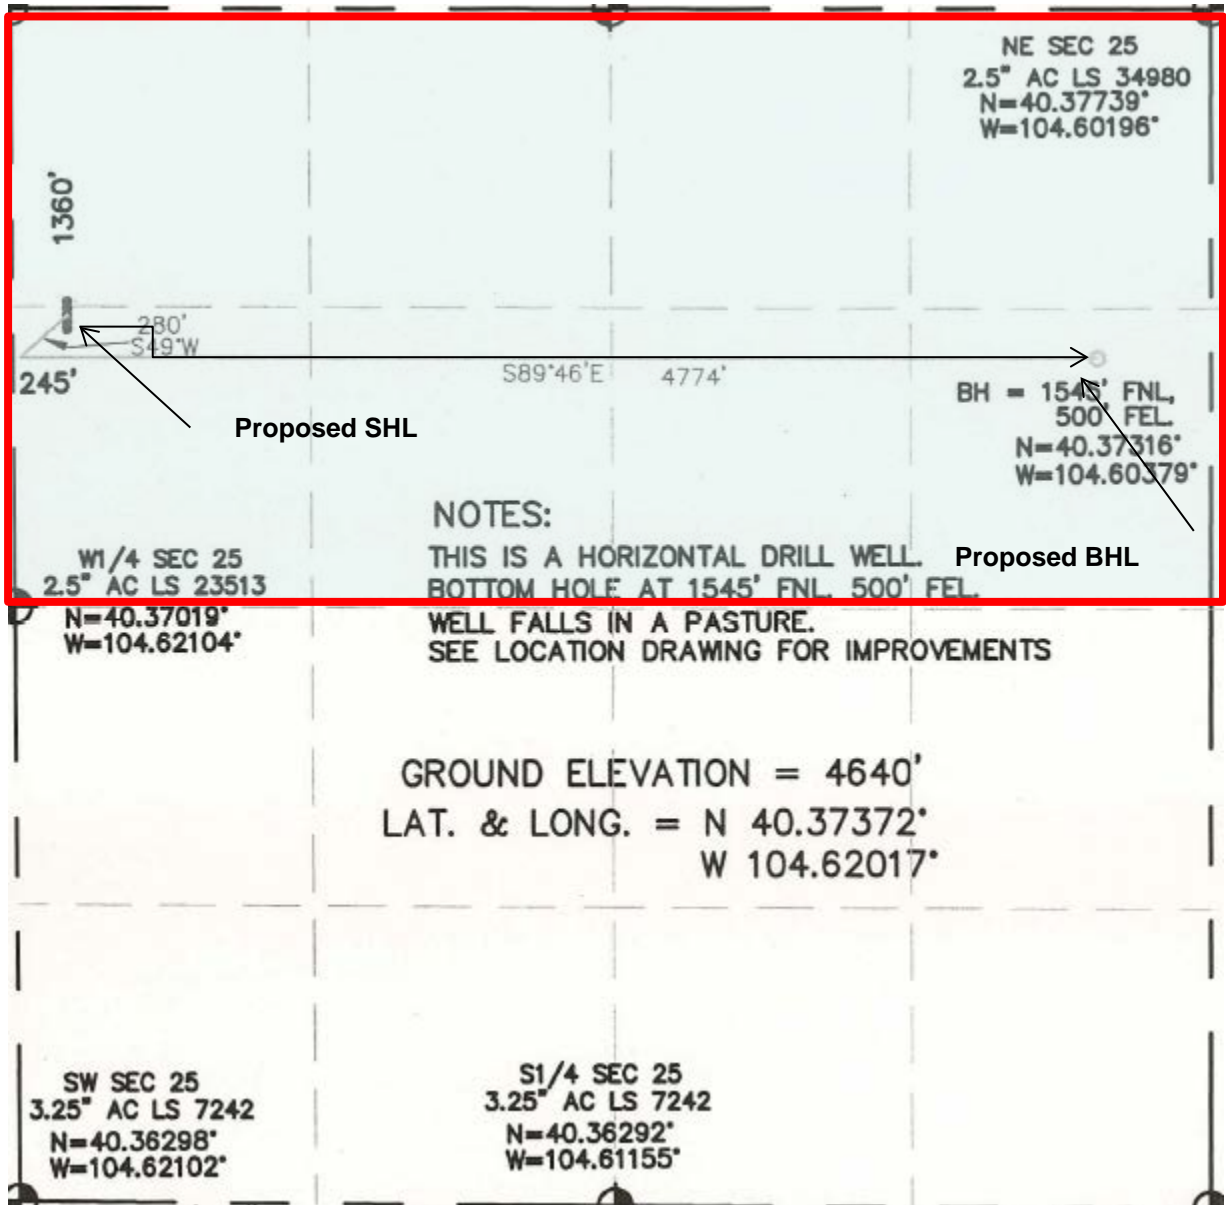 NE SEC 25
2.5" AC LS 34980
N=40.37739°
W=104.60196°
1360'
280'
S49°W
245'
S89°46'E 4774'
Proposed SHL
BH = 1545' FNL,
500' FEL.
N=40.37316°
W=104.60379°
Proposed BHL
NOTES:
THIS IS A HORIZONTAL DRILL WELL.
BOTTOM HOLE AT 1545' FNL, 500' FEL.
WELL FALLS IN A PASTURE.
SEE LOCATION DRAWING FOR IMPROVEMENTS
W1/4 SEC 25
2.5" AC LS 23513
N=40.37019°
W=104.62104°
GROUND ELEVATION = 4640'
LAT. & LONG. = N 40.37372°
W 104.62017°
SW SEC 25
3.25" AC LS 7242
N=40.36298°
W=104.62102°
S1/4 SEC 25
3.25" AC LS 7242
N=40.36292°
W=104.61155°